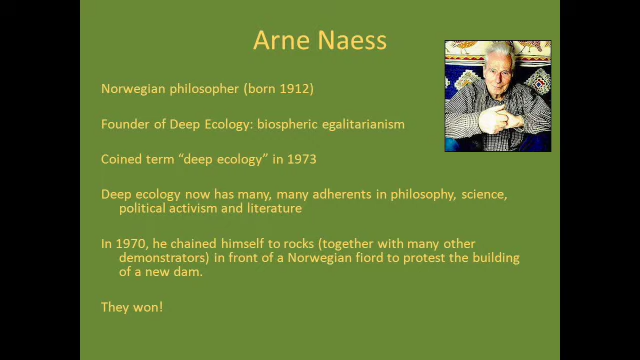 Arne Naess
Norwegian philosopher (born 1912)
Founder of Deep Ecology: biospheric egalitarianism
Coined term “deep ecology” in 1973
Deep ecology now has many, many adherents in philosophy, science,
political activism and literature
In 1970, he chained himself to rocks (together with many other
demonstrators) in front of a Norwegian fiord to protest the building
of a new dam.
They won!